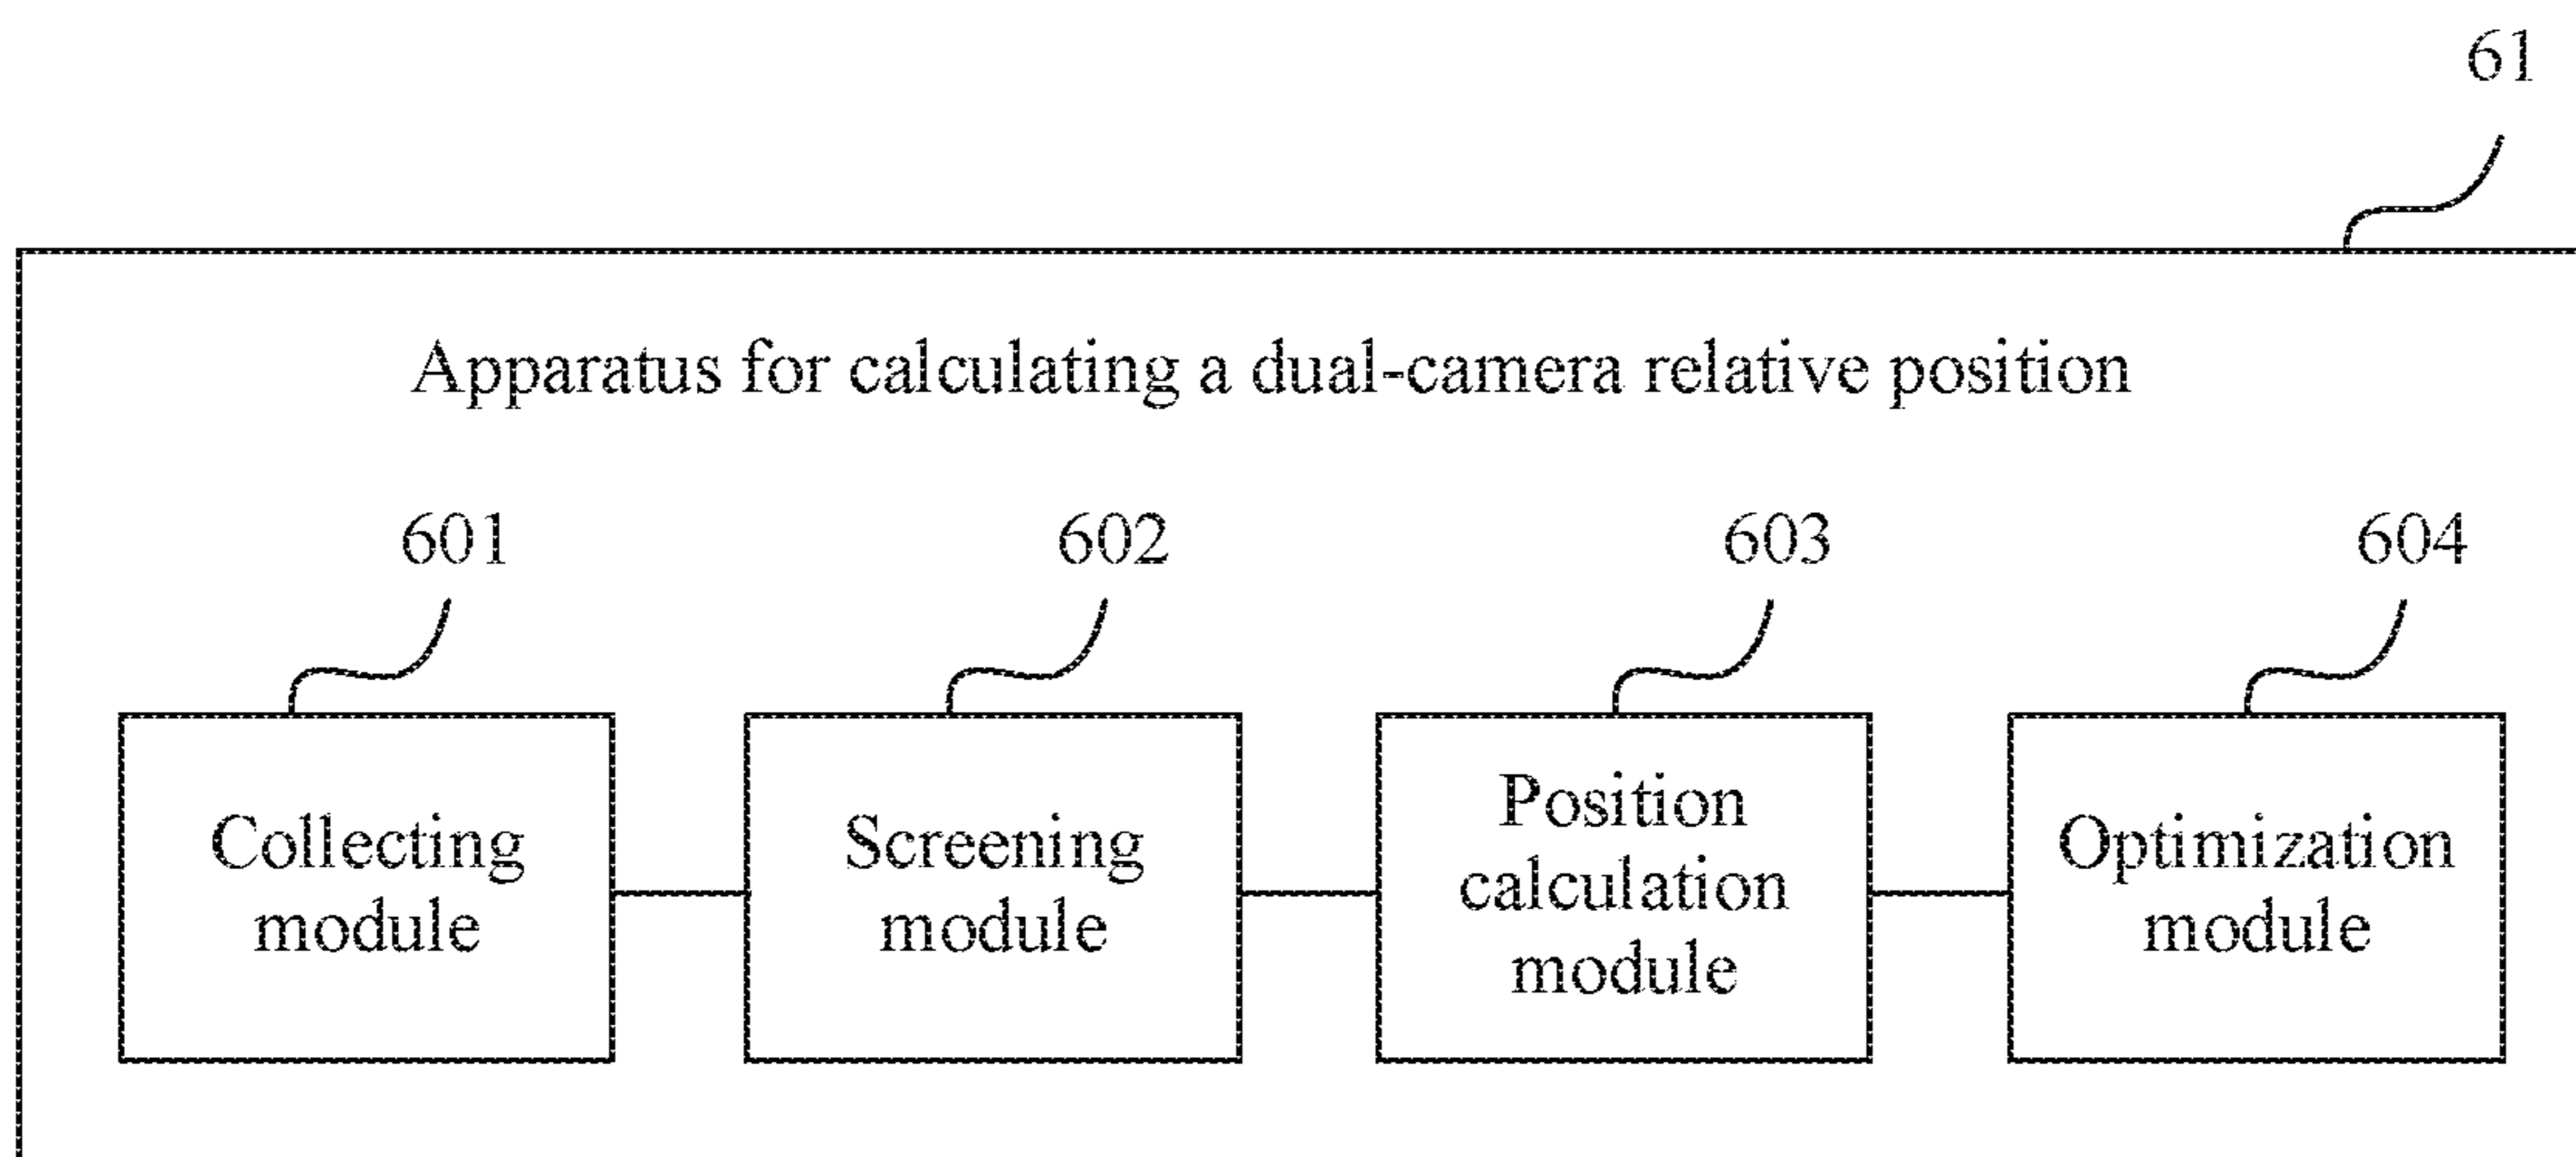 61
Apparatus for calculating a dual-camera relative position
601
602
603
604
Collecting
module
Screening
module
Position
calculation
module
Optimization
module